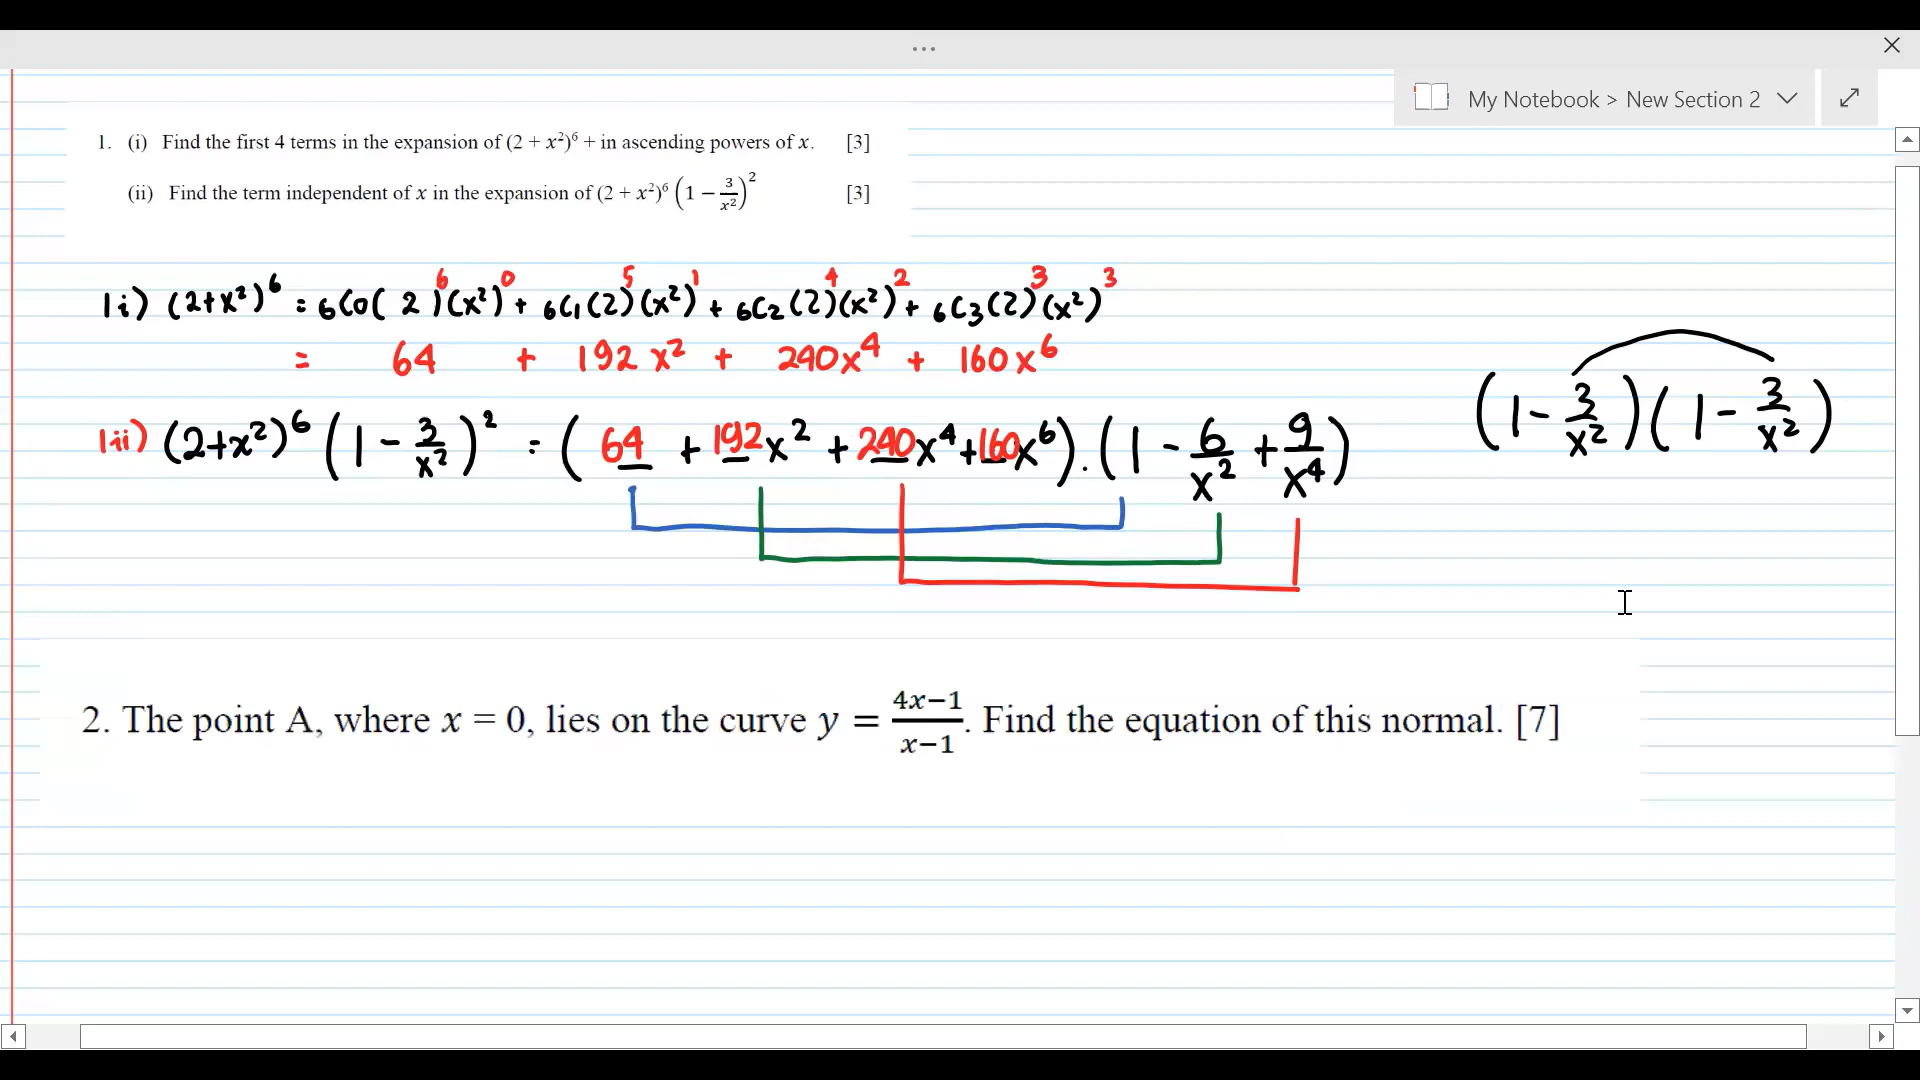 ...
My Notebook > New Section 2
1. (i) Find the first 4 terms in the expansion of (2 + x²)⁶ + in ascending powers of x. [3]
(ii) Find the term independent of x in the expansion of (2 + x²)⁶ (1 − 3/x²)² [3]
1i) (2+x²)⁶ = 6C0(2)⁶(x²)⁰ + 6C1(2)⁵(x²)¹ + 6C2(2)⁴(x²)² + 6C3(2)³(x²)³
= 64 + 192x² + 240x⁴ + 160x⁶
(1 − 3/x²)(1 − 3/x²)
1ii) (2+x²)⁶ (1 − 3/x²)² = (64 + 192x² + 240x⁴ + 160x⁶).(1 − 6/x² + 9/x⁴)
2. The point A, where x = 0, lies on the curve y = (4x−1)/(x−1). Find the equation of this normal. [7]